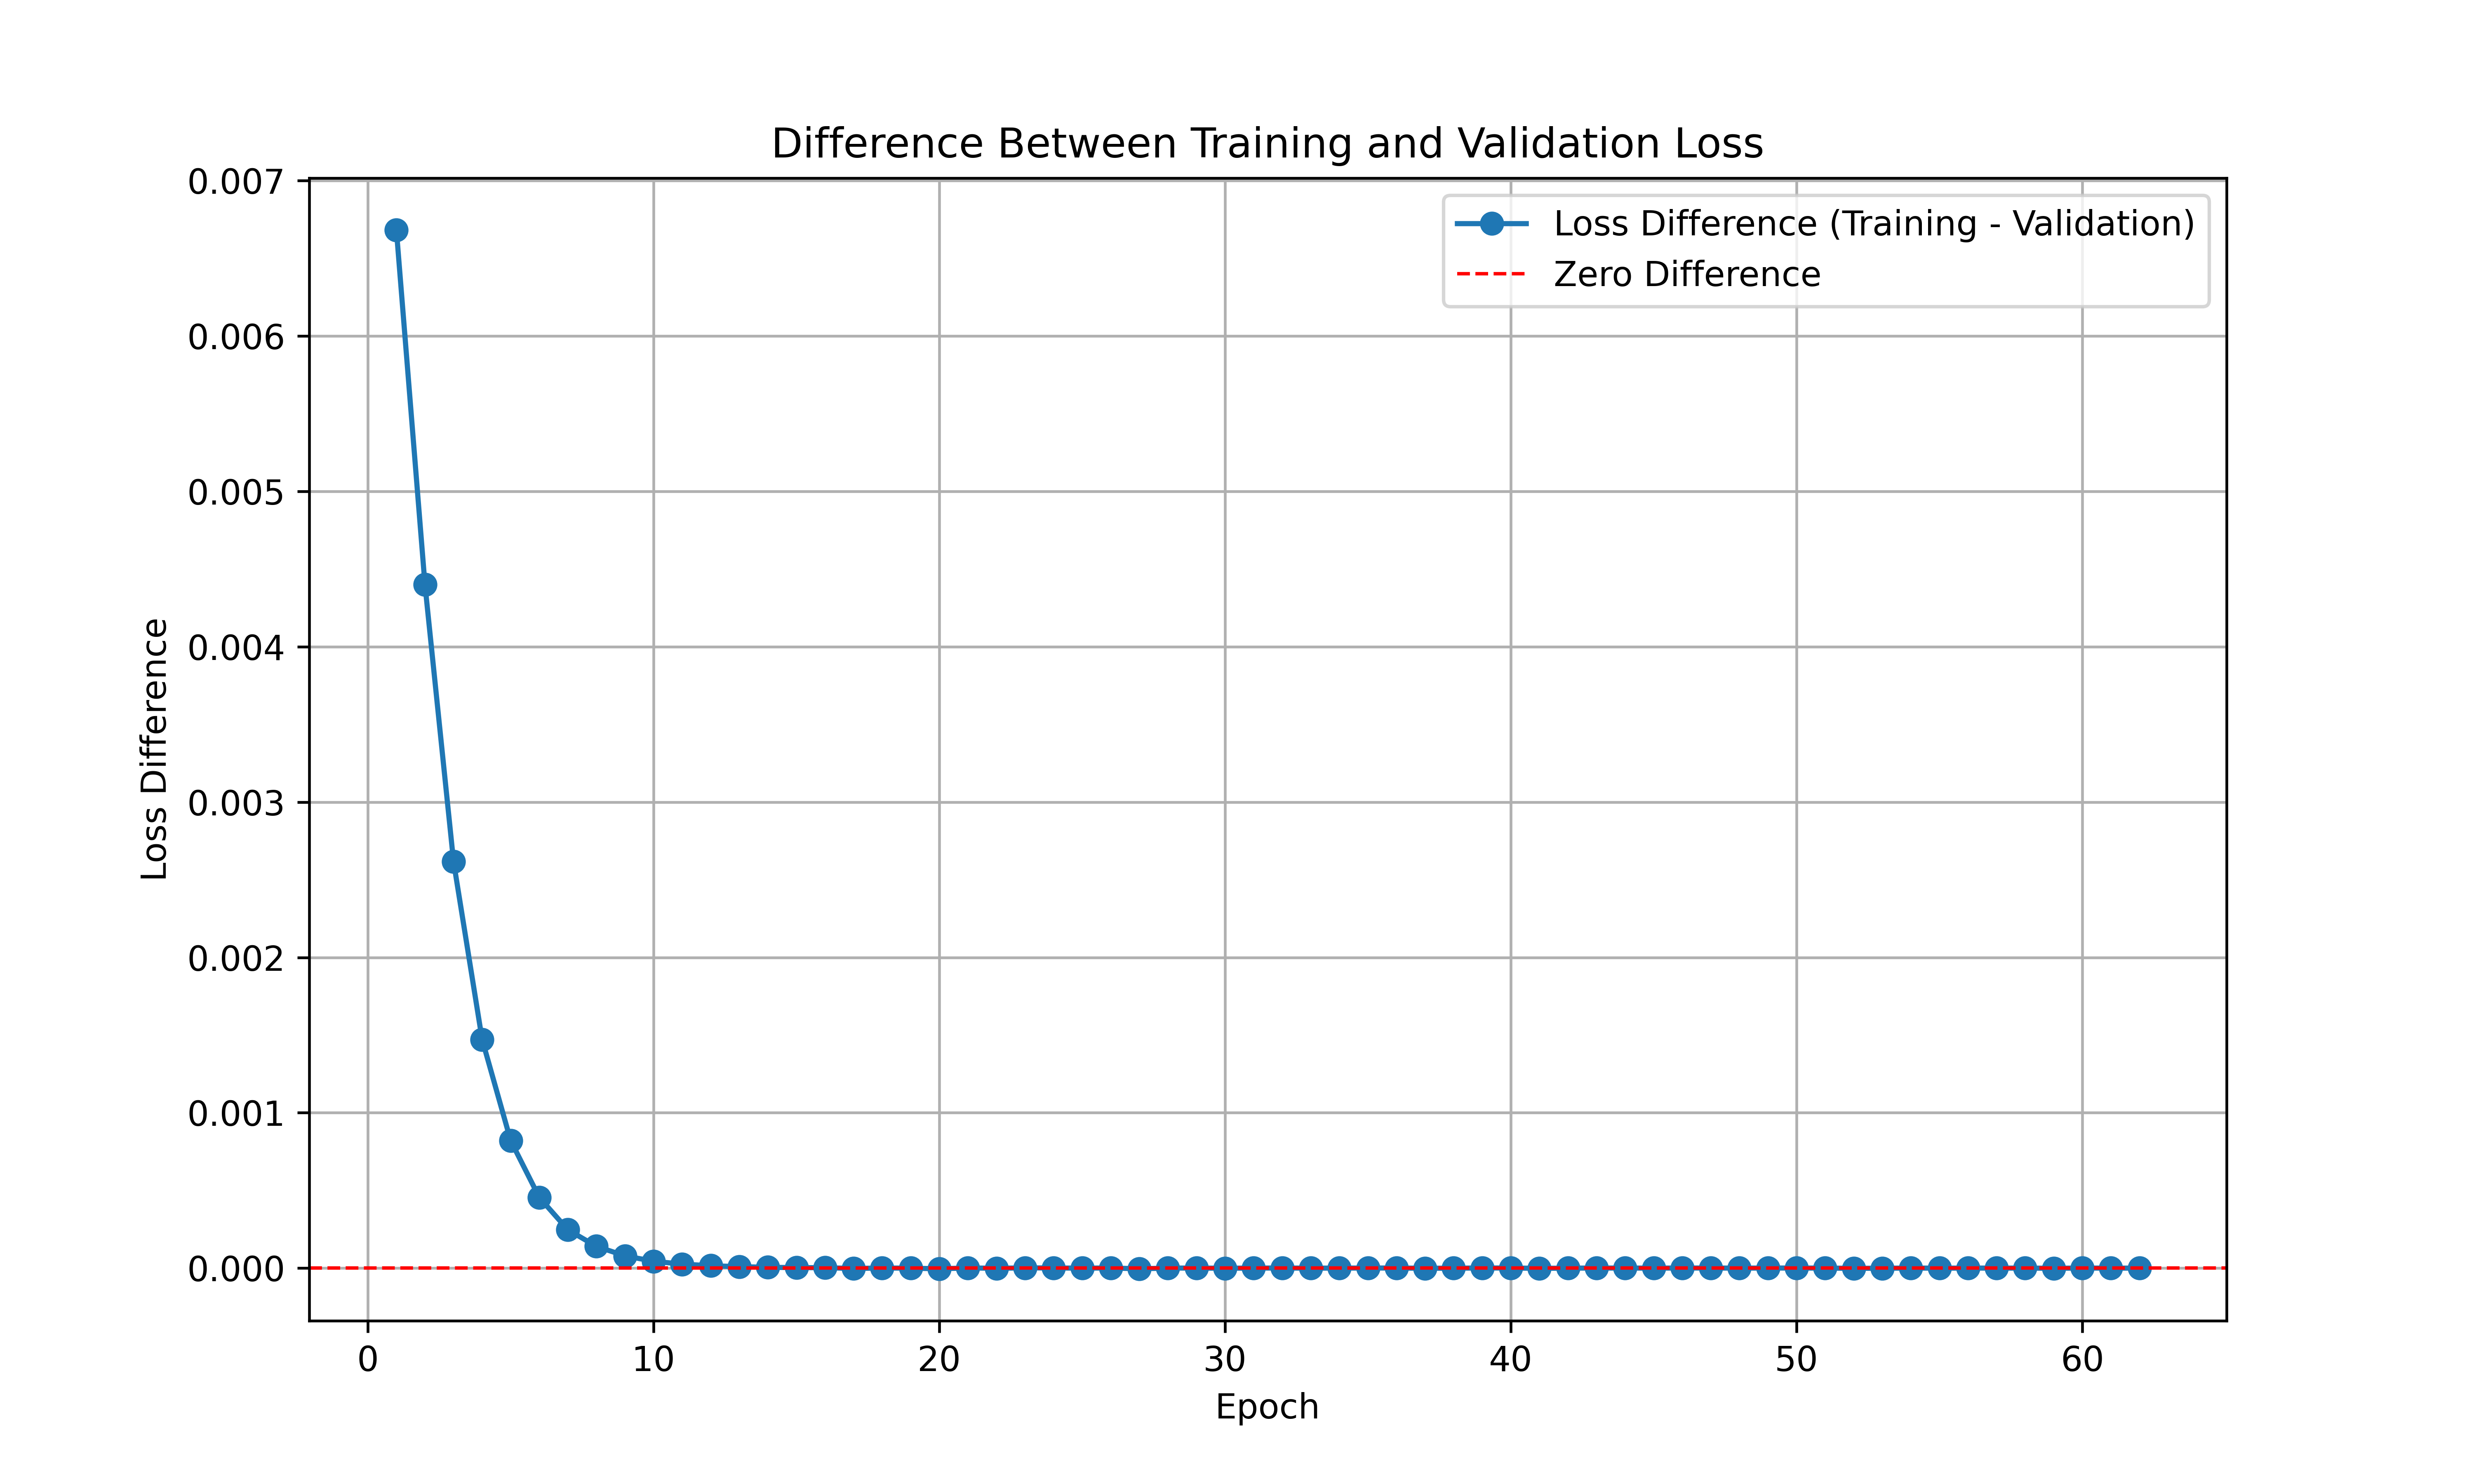 Difference Between Training and Validation Loss
Loss Difference (Training - Validation)
Zero Difference
Loss Difference
0.007
0.006
0.005
0.004
0.003
0.002
0.001
0.000
0 10 20 30 40 50 60
Epoch